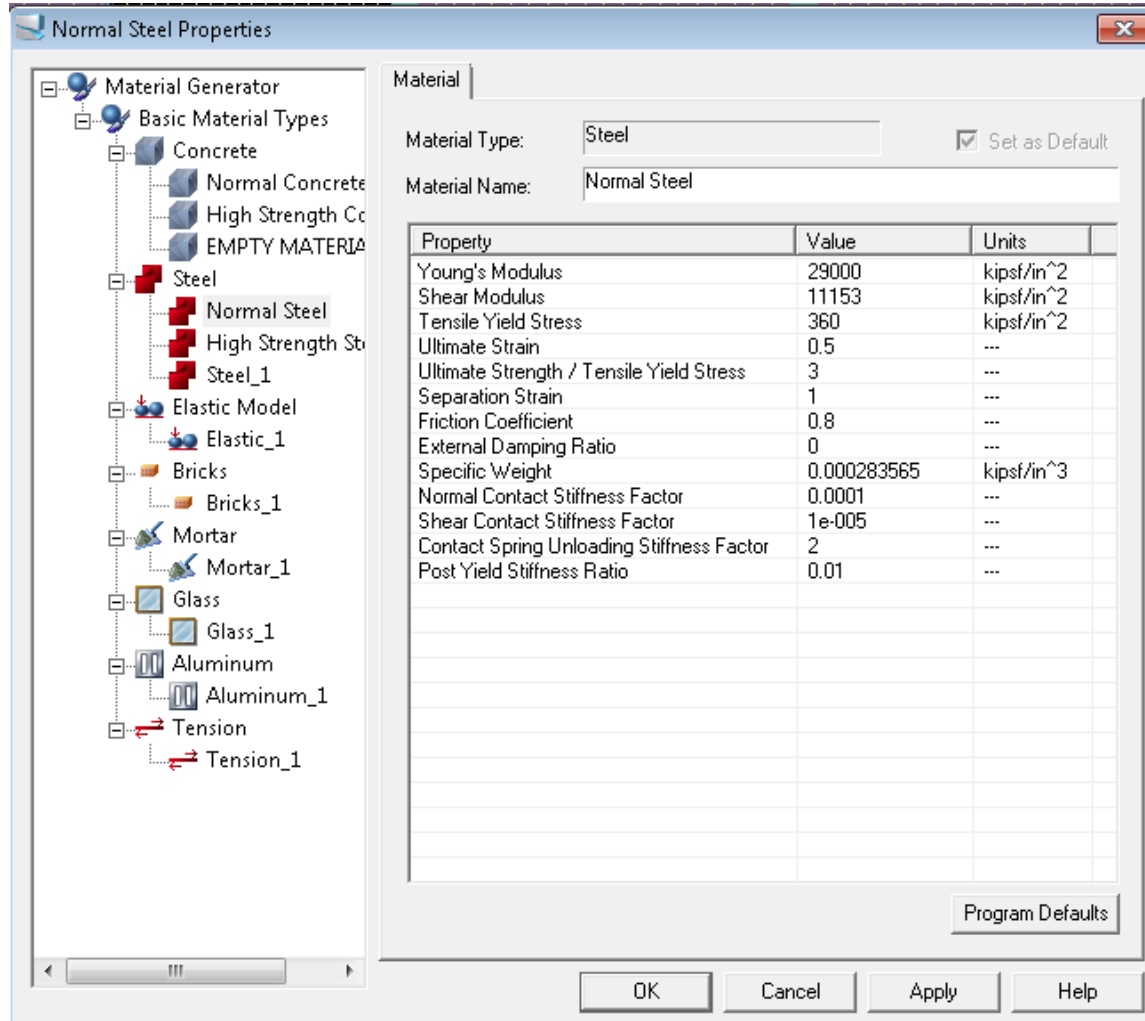 Normal Steel Properties
Material Generator
Basic Material Types
Concrete
Normal Concrete
High Strength Co
EMPTY MATERIA
Steel
Normal Steel
High Strength Ste
Steel_1
Elastic Model
Elastic_1
Bricks
Bricks_1
Mortar
Mortar_1
Glass
Glass_1
Aluminum
Aluminum_1
Tension
Tension_1
Material
Material Type: Steel Set as Default
Material Name: Normal Steel
Property Value Units
Young's Modulus 29000 kipsf/in^2
Shear Modulus 11153 kipsf/in^2
Tensile Yield Stress 360 kipsf/in^2
Ultimate Strain 0.5 ---
Ultimate Strength / Tensile Yield Stress 3 ---
Separation Strain 1 ---
Friction Coefficient 0.8 ---
External Damping Ratio 0 ---
Specific Weight 0.000283565 kipsf/in^3
Normal Contact Stiffness Factor 0.0001 ---
Shear Contact Stiffness Factor 1e-005 ---
Contact Spring Unloading Stiffness Factor 2 ---
Post Yield Stiffness Ratio 0.01 ---
Program Defaults
OK Cancel Apply Help